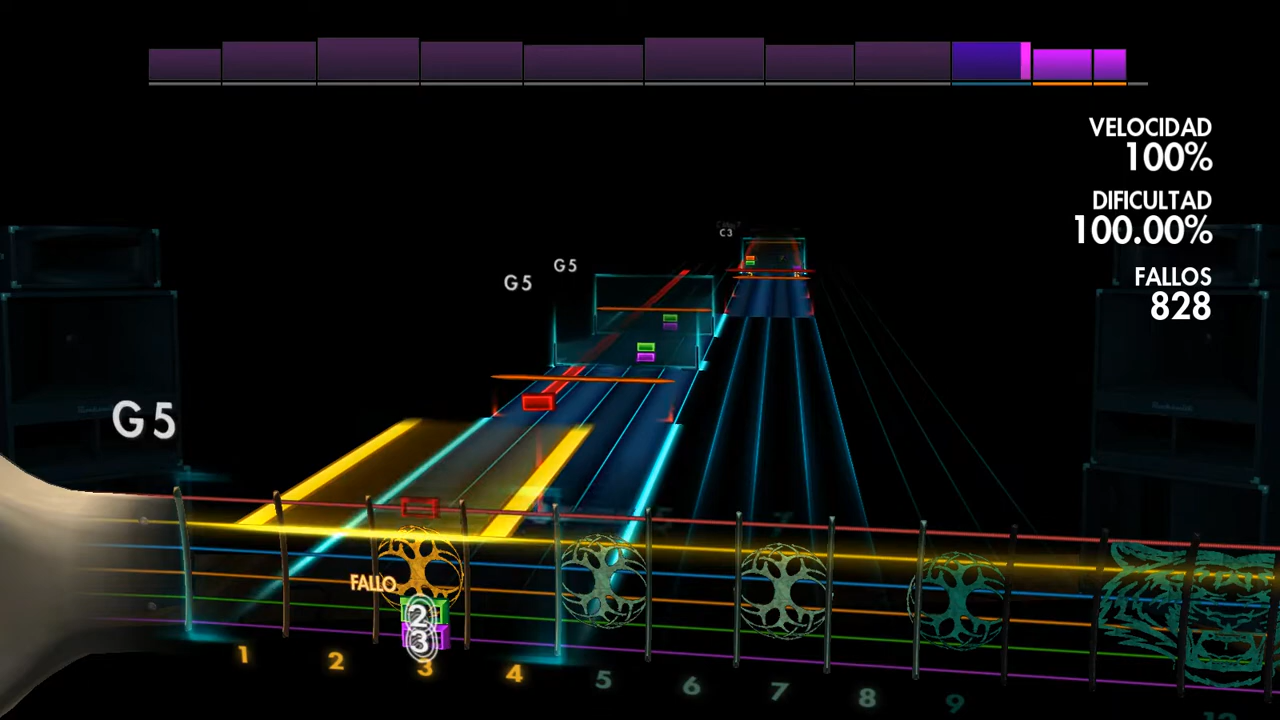 VELOCIDAD
100%
DIFICULTAD
100.00%
FALLOS
828
C3
G5
G5
G5
FALLO
2
3
1 2 3 4 5 6 7 8 9